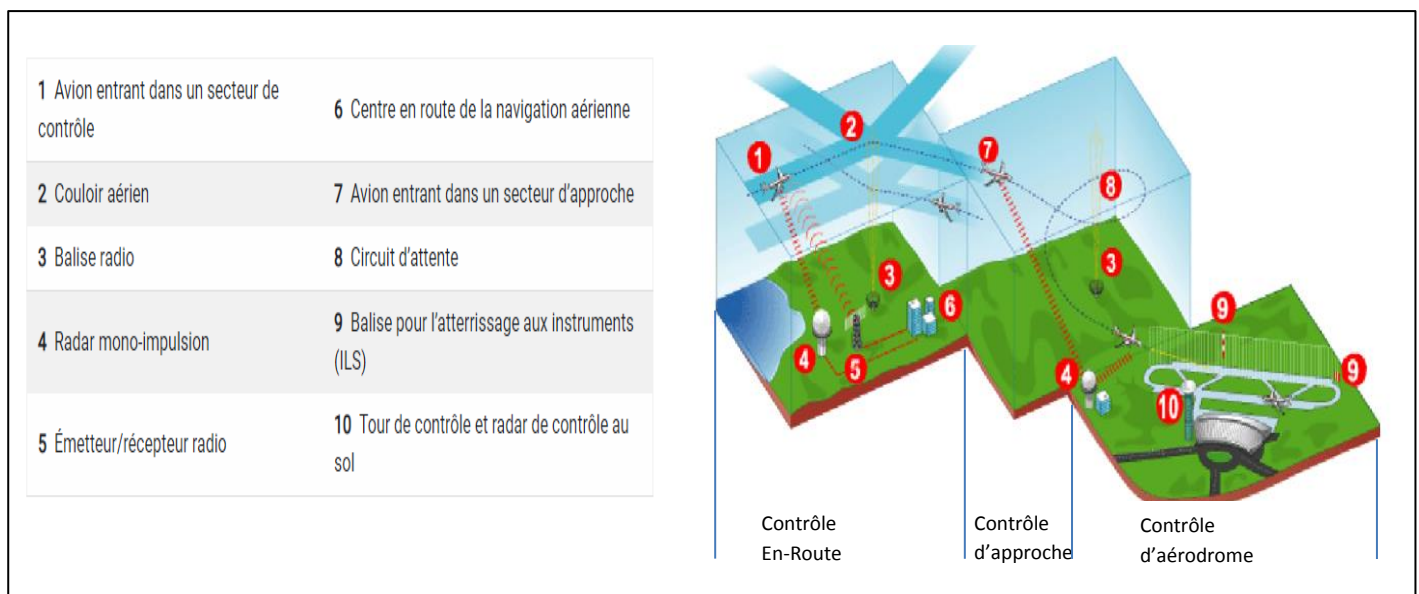 1 Avion entrant dans un secteur de
contrôle
6 Centre en route de la navigation aérienne
2 Couloir aérien
7 Avion entrant dans un secteur d'approche
3 Balise radio
8 Circuit d'attente
4 Radar mono-impulsion
9 Balise pour l'atterrissage aux instruments
(ILS)
5 Émetteur/récepteur radio
10 Tour de contrôle et radar de contrôle au
sol
1
2
7
8
3
3
6
9
4
5
4
9
10
Contrôle
En-Route
Contrôle
d'approche
Contrôle
d'aérodrome